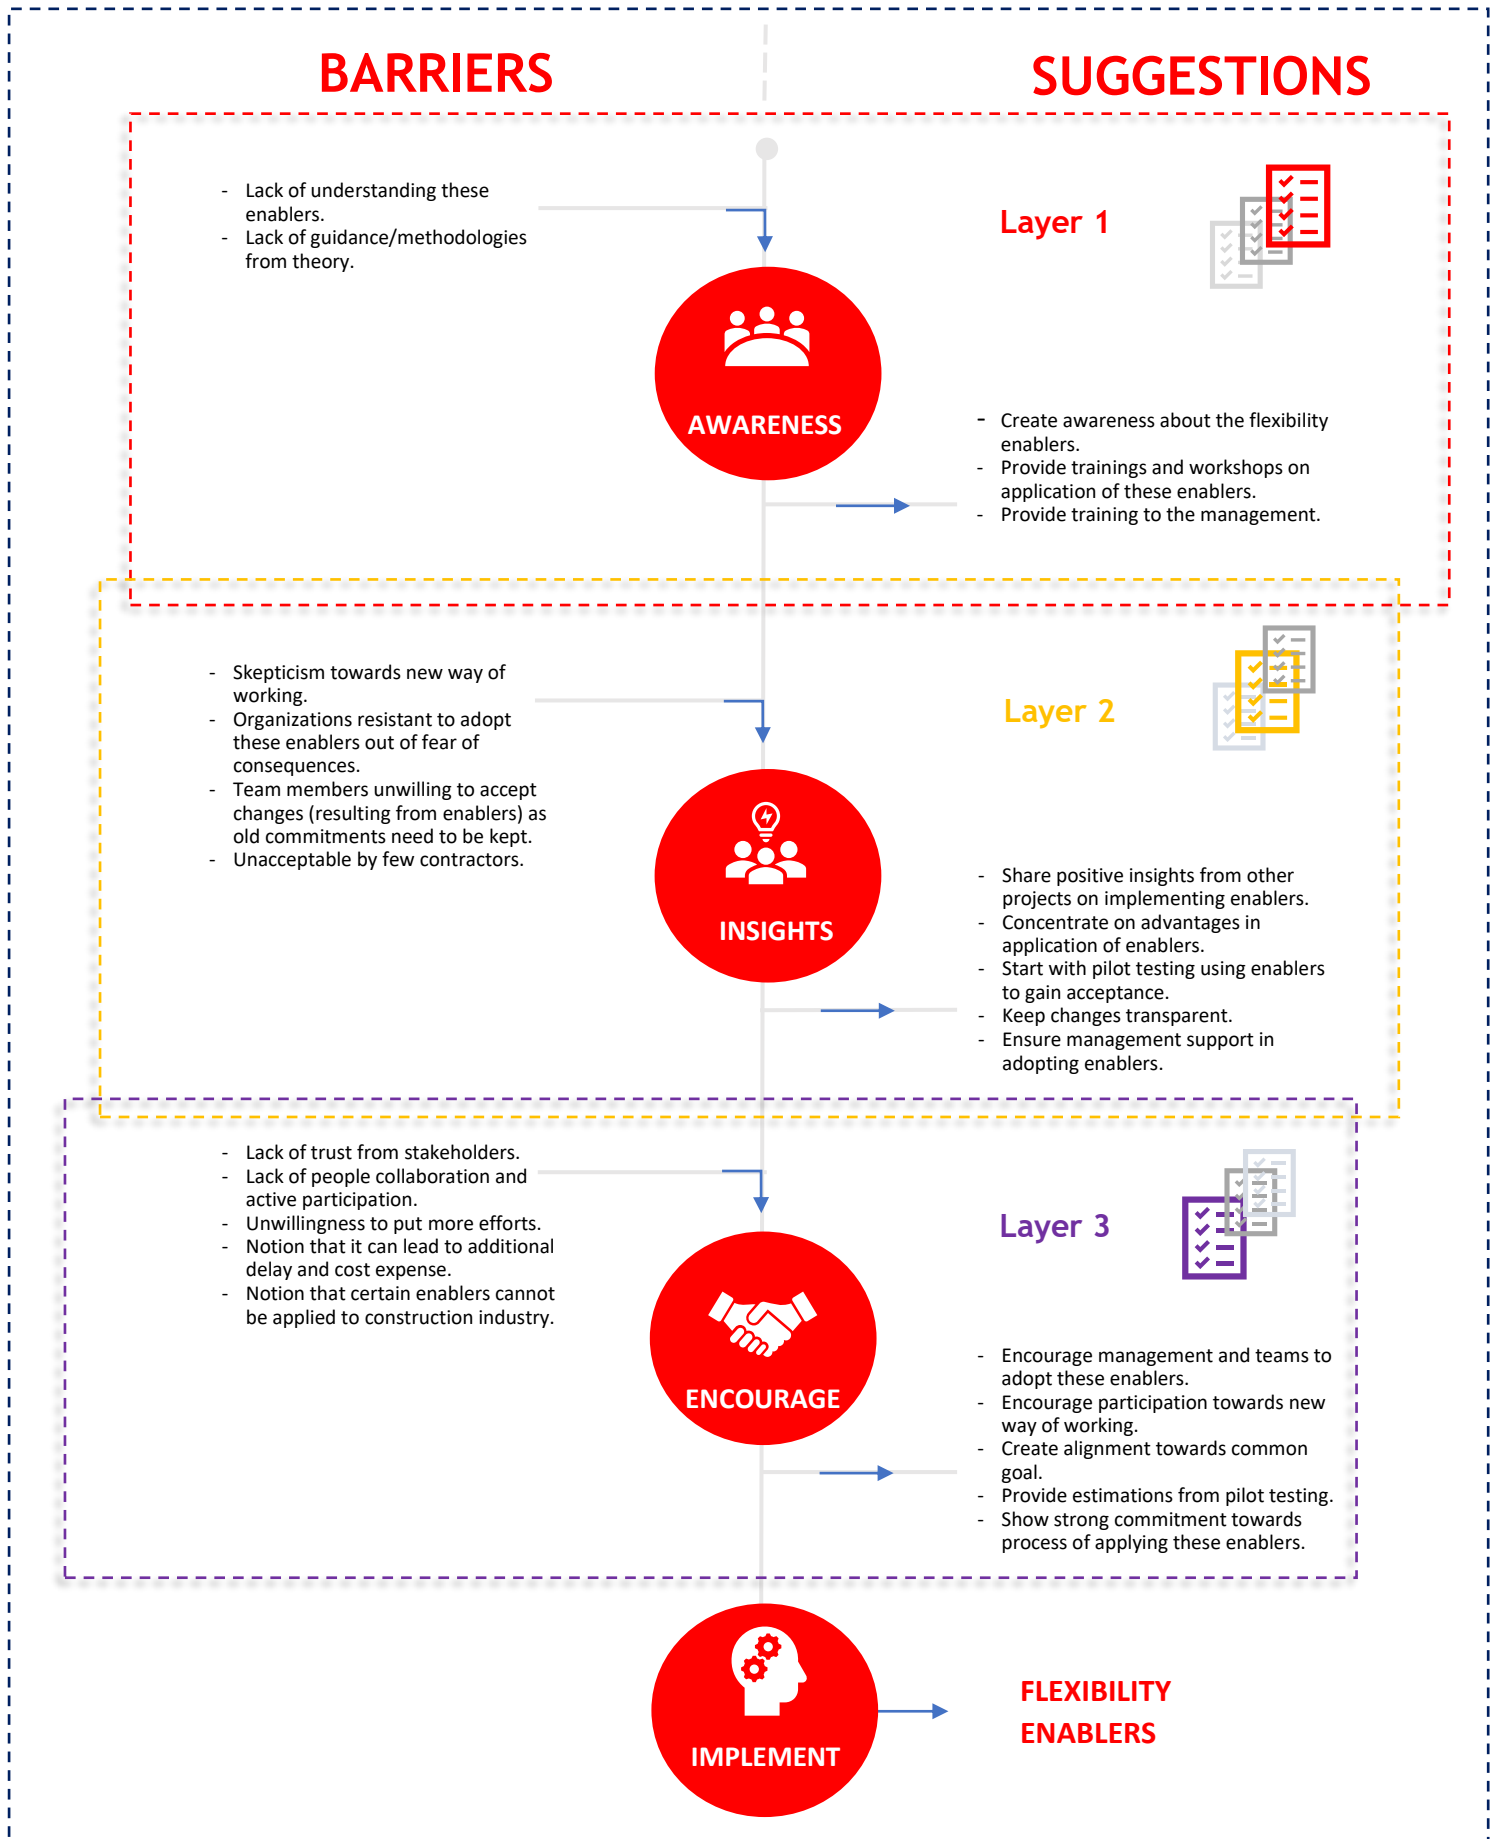 BARRIERS
SUGGESTIONS
- Lack of understanding these
enablers.
- Lack of guidance/methodologies
from theory.
Layer 1
AWARENESS
- Create awareness about the flexibility
enablers.
- Provide trainings and workshops on
application of these enablers.
- Provide training to the management.
- Skepticism towards new way of
working.
- Organizations resistant to adopt
these enablers out of fear of
consequences.
- Team members unwilling to accept
changes (resulting from enablers) as
old commitments need to be kept.
- Unacceptable by few contractors.
Layer 2
INSIGHTS
- Share positive insights from other
projects on implementing enablers.
- Concentrate on advantages in
application of enablers.
- Start with pilot testing using enablers
to gain acceptance.
- Keep changes transparent.
- Ensure management support in
adopting enablers.
- Lack of trust from stakeholders.
- Lack of people collaboration and
active participation.
- Unwillingness to put more efforts.
- Notion that it can lead to additional
delay and cost expense.
- Notion that certain enablers cannot
be applied to construction industry.
Layer 3
ENCOURAGE
- Encourage management and teams to
adopt these enablers.
- Encourage participation towards new
way of working.
- Create alignment towards common
goal.
- Provide estimations from pilot testing.
- Show strong commitment towards
process of applying these enablers.
IMPLEMENT
FLEXIBILITY
ENABLERS